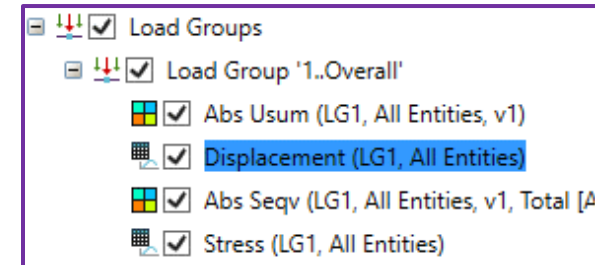 Load Groups
Load Group '1..Overall'
Abs Usum (LG1, All Entities, v1)
Displacement (LG1, All Entities)
Abs Seqv (LG1, All Entities, v1, Total [A
Stress (LG1, All Entities)